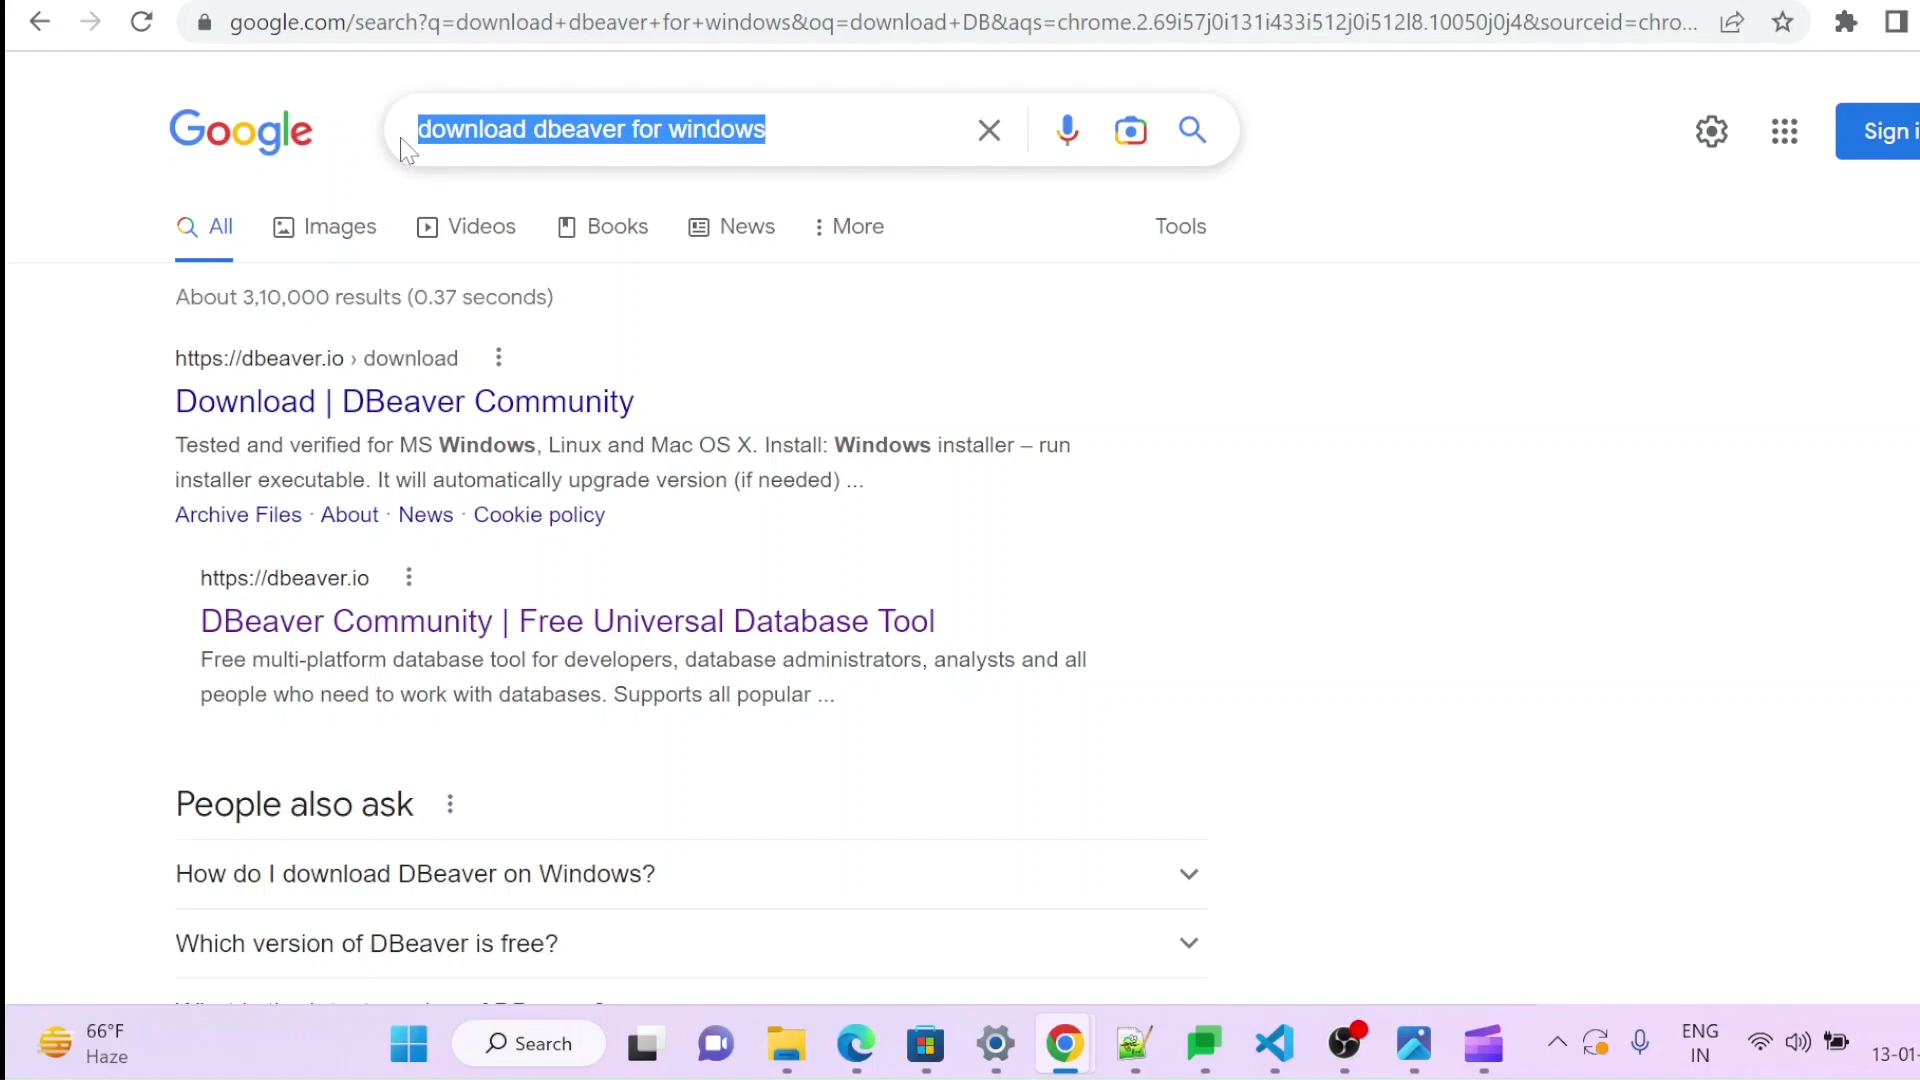 google.com/search?q=download+dbeaver+for+windows&oq=download+DB&aqs=chrome.2.69i57j0i131i433i512j0i512l8.10050j0j4&sourceid=chro...
Google
download dbeaver for windows
Sign i
All
Images
Videos
Books
News
More
Tools
About 3,10,000 results (0.37 seconds)
https://dbeaver.io › download
Download | DBeaver Community
Tested and verified for MS Windows, Linux and Mac OS X. Install: Windows installer – run
installer executable. It will automatically upgrade version (if needed) ...
Archive Files · About · News · Cookie policy
https://dbeaver.io
DBeaver Community | Free Universal Database Tool
Free multi-platform database tool for developers, database administrators, analysts and all
people who need to work with databases. Supports all popular ...
People also ask
How do I download DBeaver on Windows?
Which version of DBeaver is free?
66°F
Haze
Search
ENG
IN
13-01-